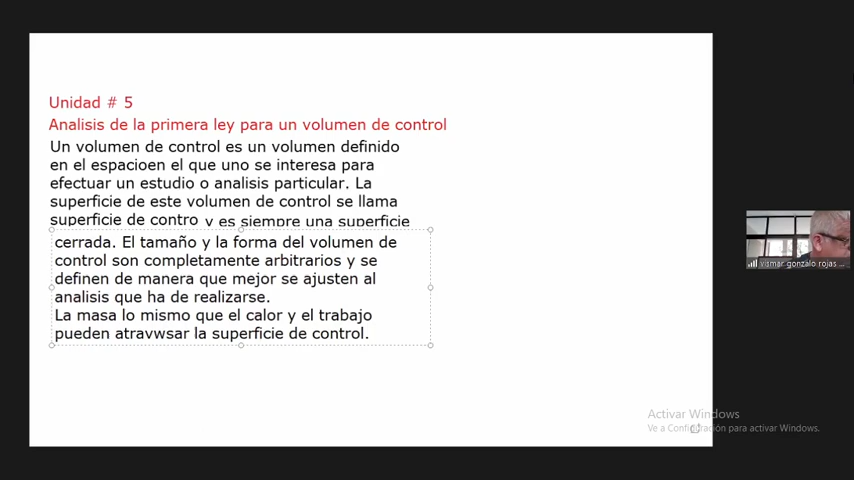 Unidad # 5
Analisis de la primera ley para un volumen de control
Un volumen de control es un volumen definido
en el espacioen el que uno se interesa para
efectuar un estudio o analisis particular. La
superficie de este volumen de control se llama
superficie de contro y es siempre una superficie
cerrada. El tamaño y la forma del volumen de
control son completamente arbitrarios y se
definen de manera que mejor se ajusten al
analisis que ha de realizarse.
La masa lo mismo que el calor y el trabajo
pueden atravwsar la superficie de control.
vismar gonzalo rojas ...
Activar Windows
Ve a Configuración para activar Windows.